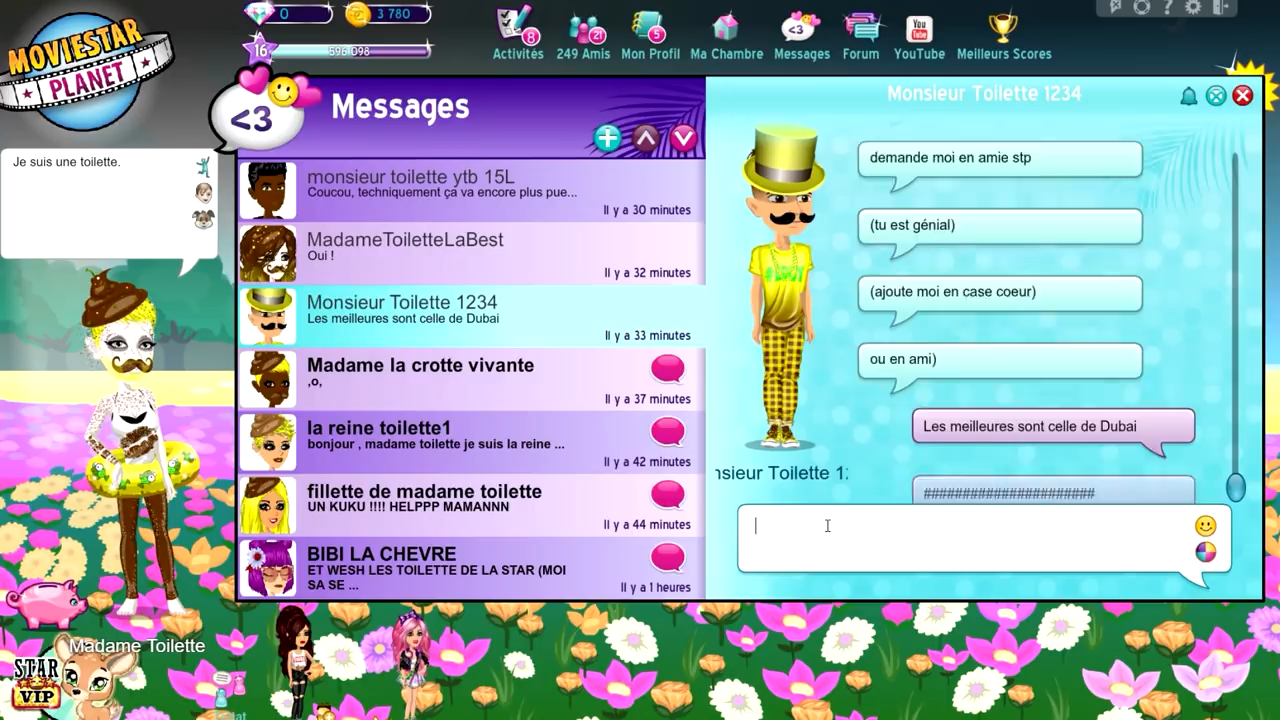 MOVIESTAR
PLANET
0
3 780
16
596 098
8
21
5
<3
You
Tube
Activités
249 Amis
Mon Profil
Ma Chambre
Messages
Forum
YouTube
Meilleurs Scores
Je suis une toilette.
<3
Messages
monsieur toilette ytb 15L
Coucou, techniquement ça va encore plus pue...
Il y a 30 minutes
MadameToiletteLaBest
Oui !
Il y a 32 minutes
Monsieur Toilette 1234
Les meilleures sont celle de Dubai
Il y a 33 minutes
Madame la crotte vivante
,o,
Il y a 37 minutes
la reine toilette1
bonjour , madame toilette je suis la reine ...
Il y a 42 minutes
fillette de madame toilette
UN KUKU !!!! HELPPP MAMANNN
Il y a 44 minutes
BIBI LA CHEVRE
ET WESH LES TOILETTE DE LA STAR (MOI
SA SE ...
Il y a 1 heures
Monsieur Toilette 1234
demande moi en amie stp
(tu est génial)
(ajoute moi en case coeur)
ou en ami)
Les meilleures sont celle de Dubai
sieur Toilette 1
Madame Toilette
STAR
VIP